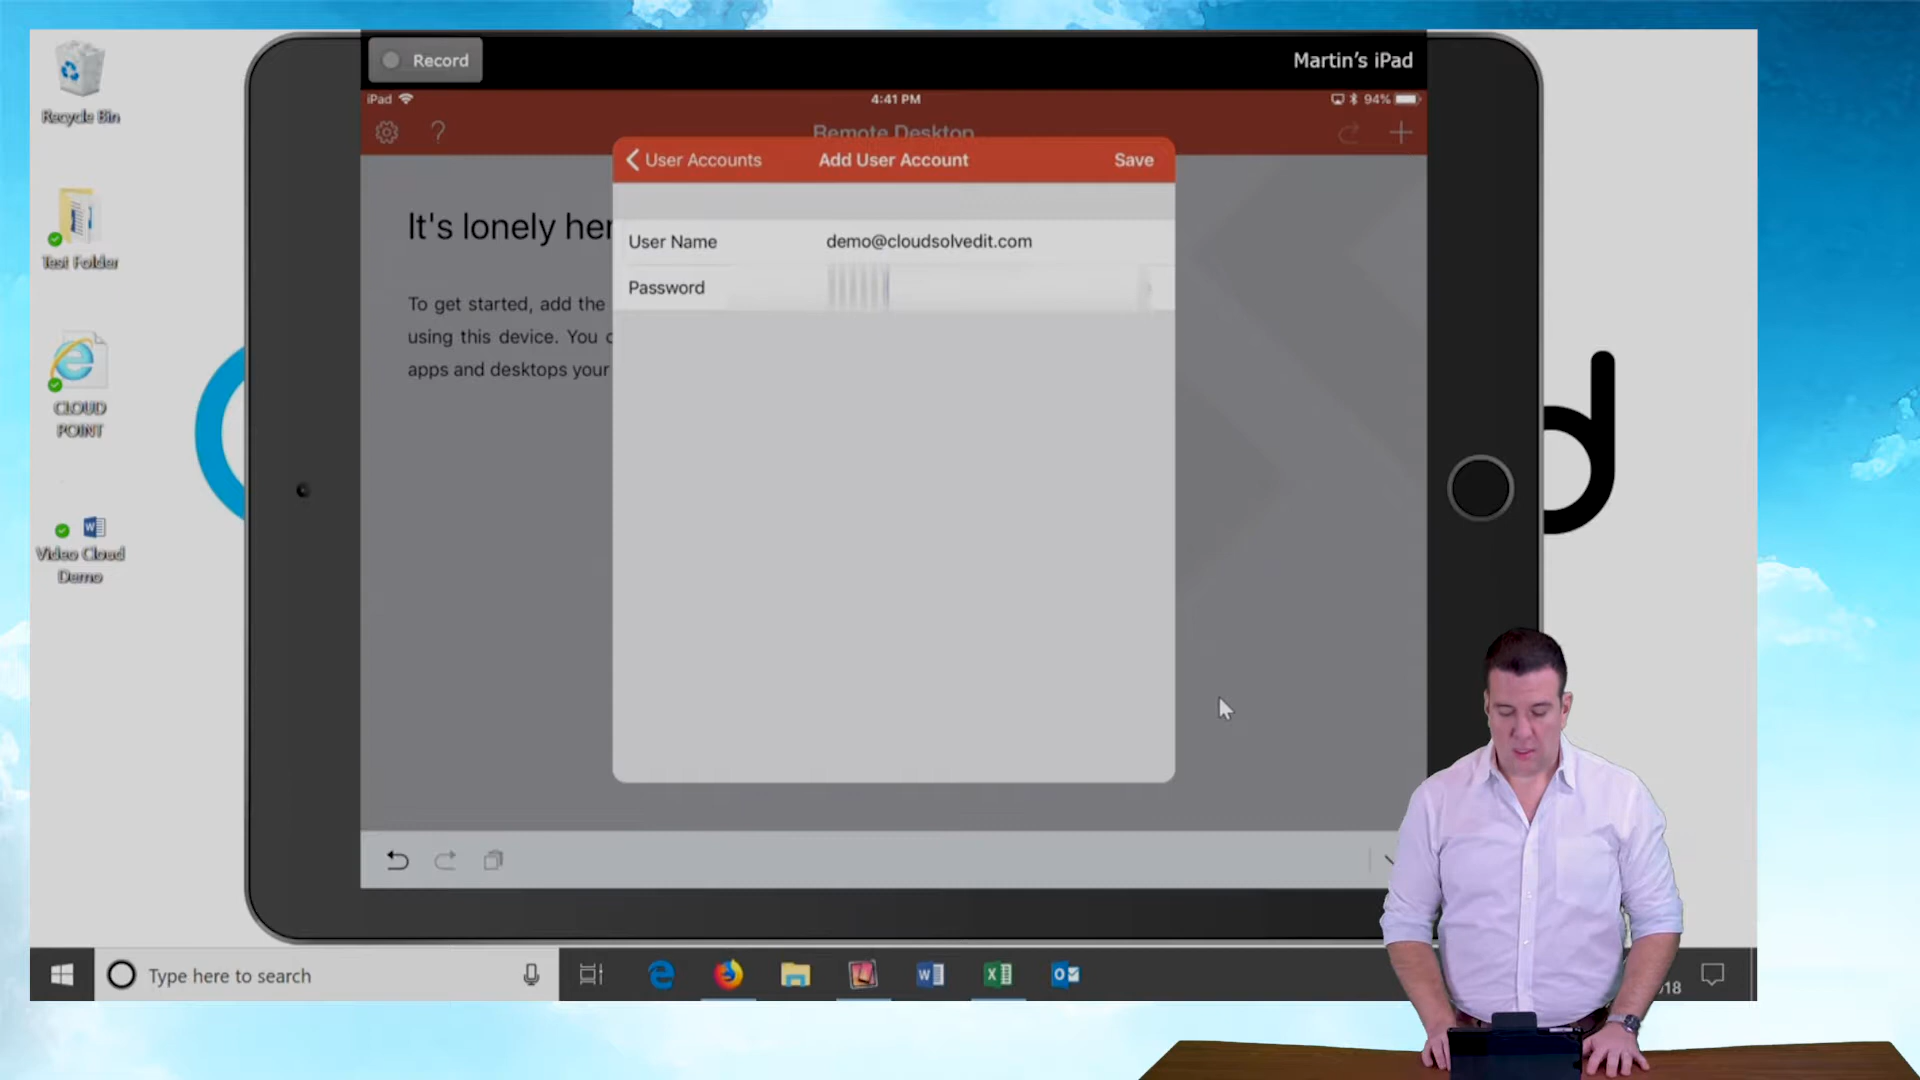 Record
Martin's iPad
iPad
4:41 PM
94%
Remote Desktop
User Accounts
Add User Account
Save
User Name
demo@cloudsolvedit.com
Password
It's lonely her
To get started, add the
using this device. You c
apps and desktops your
Recycle Bin
Test Folder
CLOUD
POINT
Video Cloud
Demo
d
Type here to search
018